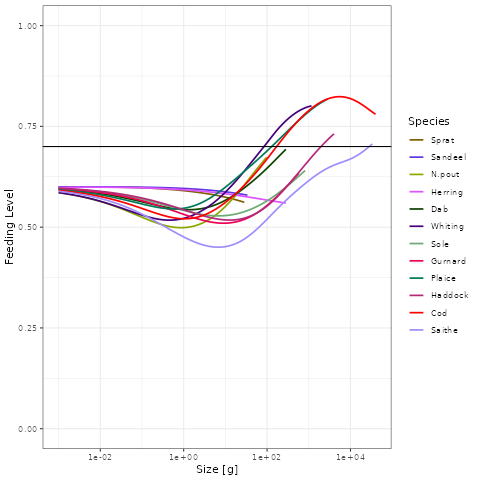 1.00
0.75
0.50
0.25
0.00
Feeding Level
1e-02
1e+00
1e+02
1e+04
Size [g]
Species
Sprat
Sandeel
N.pout
Herring
Dab
Whiting
Sole
Gurnard
Plaice
Haddock
Cod
Saithe